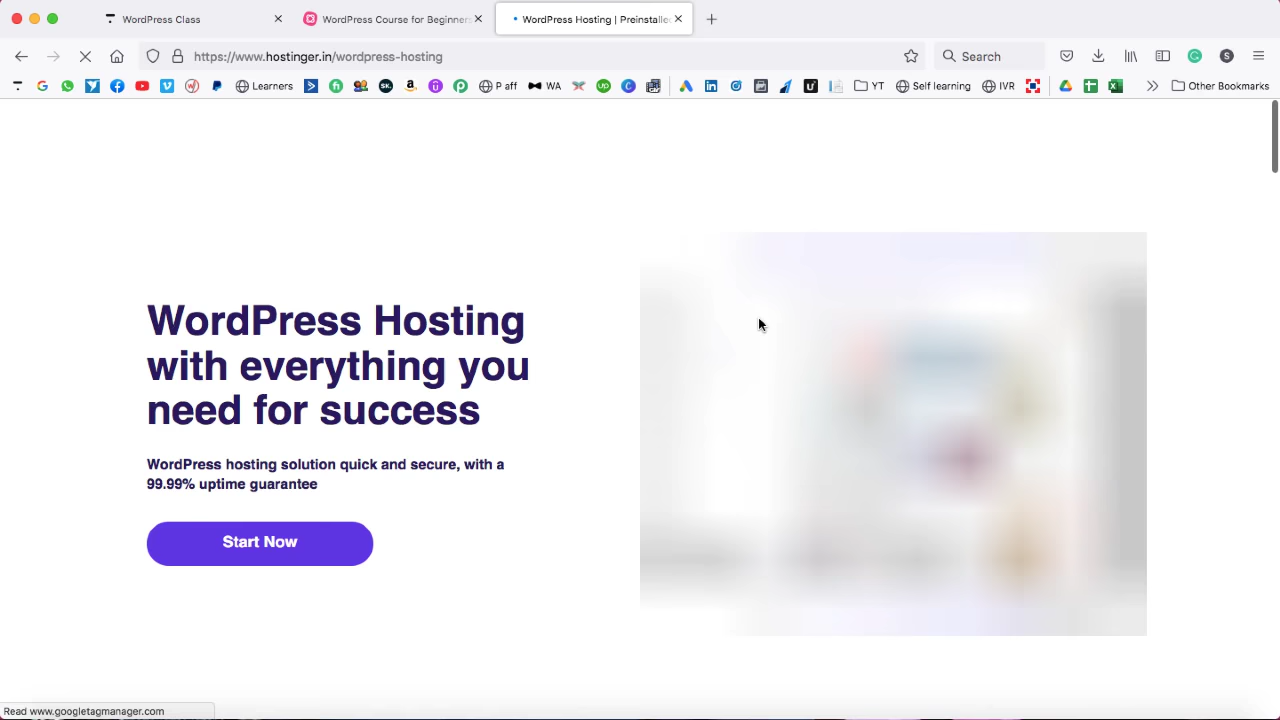 WordPress Class
WordPress Course for Beginners
WordPress Hosting | Preinstalle
https://www.hostinger.in/wordpress-hosting
Search
Learners
P aff
WA
YT
Self learning
IVR
Other Bookmarks
WordPress Hosting
with everything you
need for success
WordPress hosting solution quick and secure, with a
99.99% uptime guarantee
Start Now
Read www.googletagmanager.com